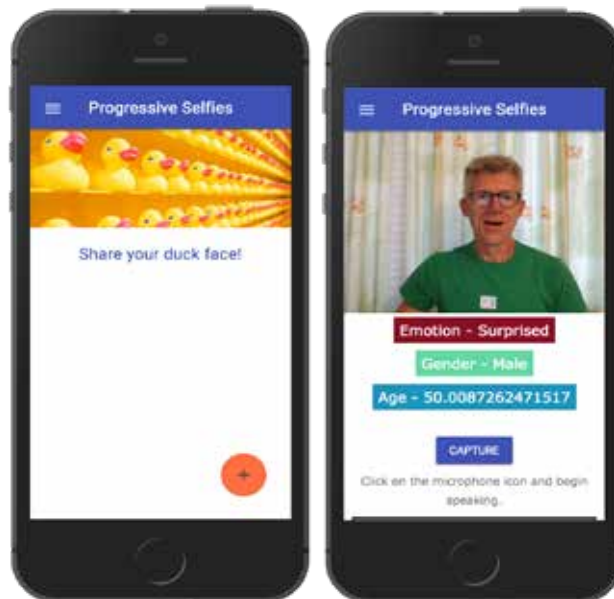 Progressive Selfies
Share your duck face!
+
Progressive Selfies
Emotion - Surprised
Gender - Male
Age - 50.0087262471517
CAPTURE
Click on the microphone icon and begin
speaking.